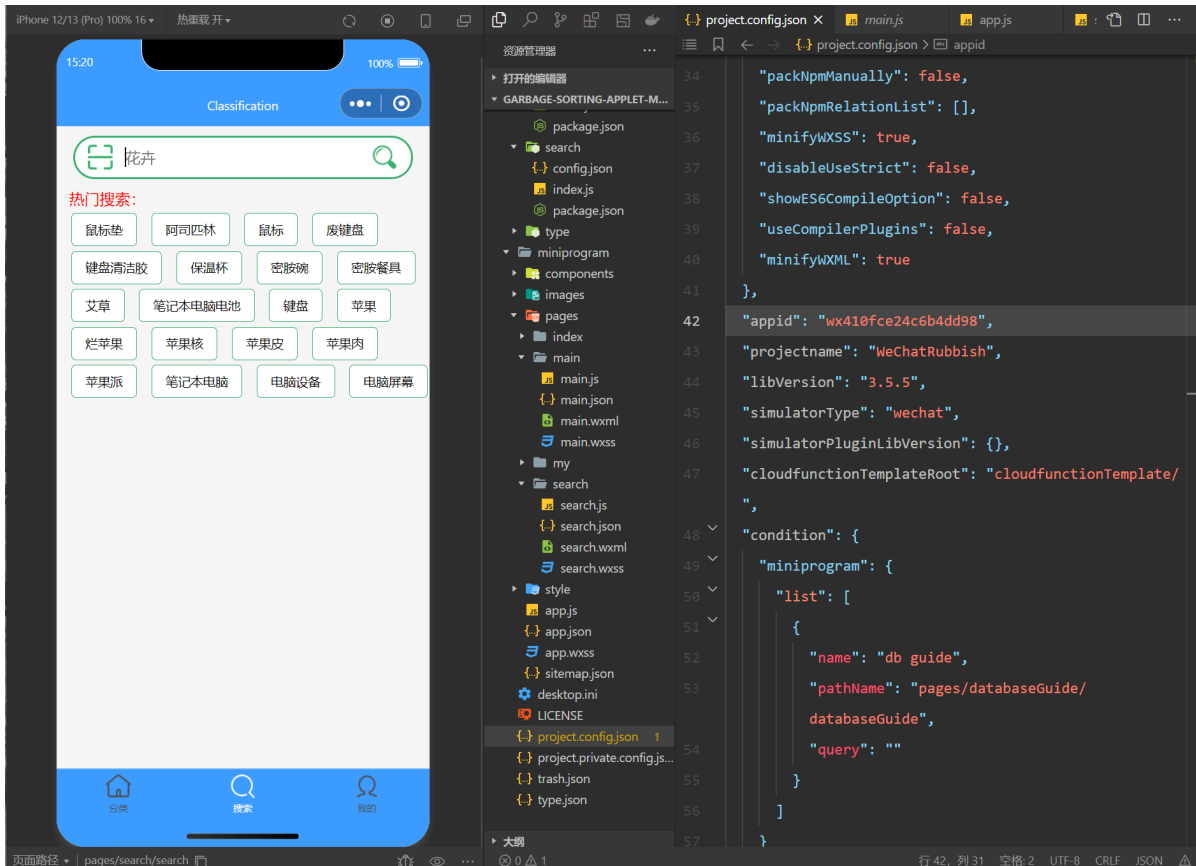 iPhone 12/13 (Pro) 100% 16
热重载 开
15:20
100%
Classification
花卉
热门搜索:
鼠标垫 阿司匹林 鼠标 废键盘
键盘清洁胶 保温杯 密胺碗 密胺餐具
艾草 笔记本电脑电池 键盘 苹果
烂苹果 苹果核 苹果皮 苹果肉
苹果派 笔记本电脑 电脑设备 电脑屏幕
分类 搜索 我的
页面路径 | pages/search/search
资源管理器 ...
打开的编辑器
GARBAGE-SORTING-APPLET-M...
package.json
search
config.json
index.js
package.json
type
miniprogram
components
images
pages
index
main
main.js
main.json
main.wxml
main.wxss
my
search
search.js
search.json
search.wxml
search.wxss
style
app.js
app.json
app.wxss
sitemap.json
desktop.ini
LICENSE
project.config.json 1
project.private.config.js...
trash.json
type.json
大纲
0 1
project.config.json main.js app.js
project.config.json > appid
34 "packNpmManually": false,
35 "packNpmRelationList": [],
36 "minifyWXSS": true,
37 "disableUseStrict": false,
38 "showES6CompileOption": false,
39 "useCompilerPlugins": false,
40 "minifyWXML": true
41 },
42 "appid": "wx410fce24c6b4dd98",
43 "projectname": "WeChatRubbish",
44 "libVersion": "3.5.5",
45 "simulatorType": "wechat",
46 "simulatorPluginLibVersion": {},
47 "cloudfunctionTemplateRoot": "cloudfunctionTemplate/
",
48 "condition": {
49 "miniprogram": {
50 "list": [
51 {
52 "name": "db guide",
53 "pathName": "pages/databaseGuide/
databaseGuide",
54 "query": ""
55 }
56 ]
57 }
行 42，列 31 空格: 2 UTF-8 CRLF JSON